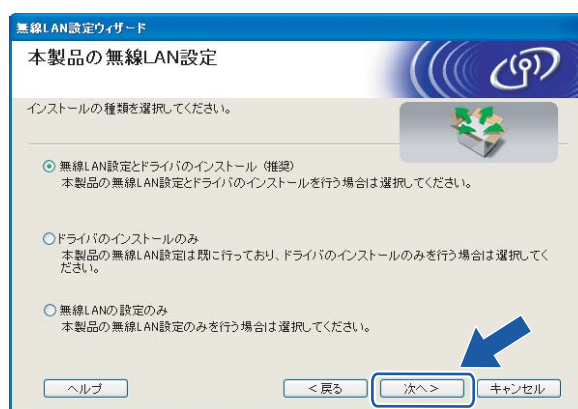 無線LAN設定ウィザード
本製品の無線LAN設定
インストールの種類を選択してください。
無線LAN設定とドライバのインストール (推奨)
本製品の無線LAN設定とドライバのインストールを行う場合は選択してください。
ドライバのインストールのみ
本製品の無線LAN設定は既に行っており、ドライバのインストールのみを行う場合は選択してく
ださい。
無線LANの設定のみ
本製品の無線LAN設定のみを行う場合は選択してください。
ヘルプ <戻る 次へ> キャンセル